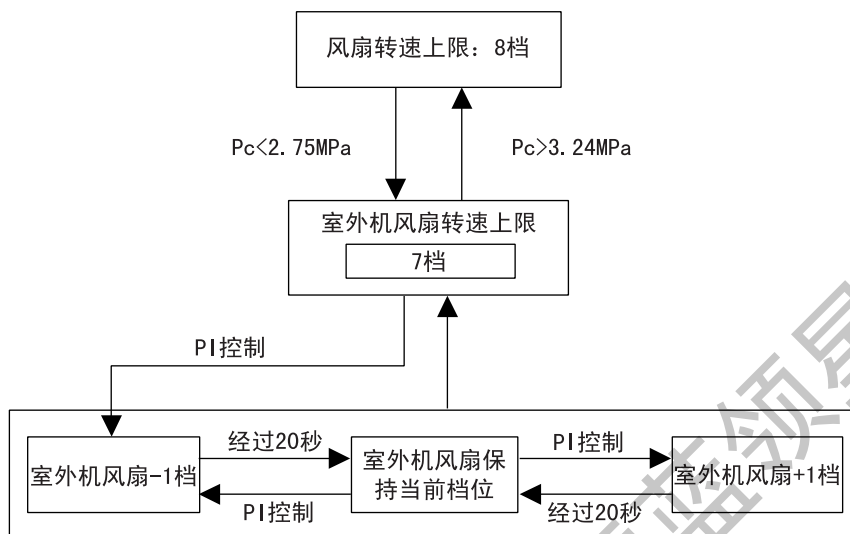 风扇转速上限：8档
Pc<2.75MPa
Pc>3.24MPa
室外机风扇转速上限
7档
PI控制
经过20秒
PI控制
室外机风扇-1档
室外机风扇保
持当前档位
室外机风扇+1档
PI控制
经过20秒
蓝领星